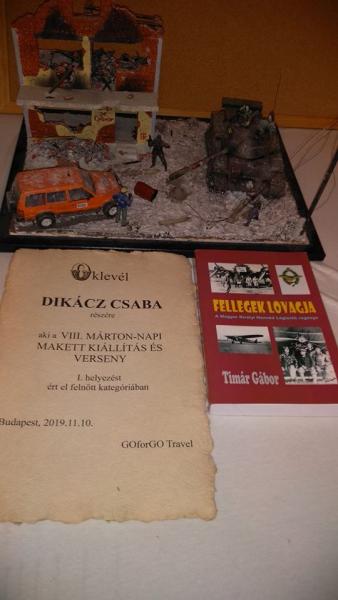 Oklevél
DIKÁCZ CSABA
részére
aki a VIII. MÁRTON-NAPI
MAKETT KIÁLLÍTÁS ÉS
VERSENY
I. helyezést
ért el felnőtt kategóriában
Budapest, 2019.11.10.
GOforGO Travel
FELLEGEK LOVAGJA
A Magyar Királyi Honvéd Légierő regénye
Tímár Gábor